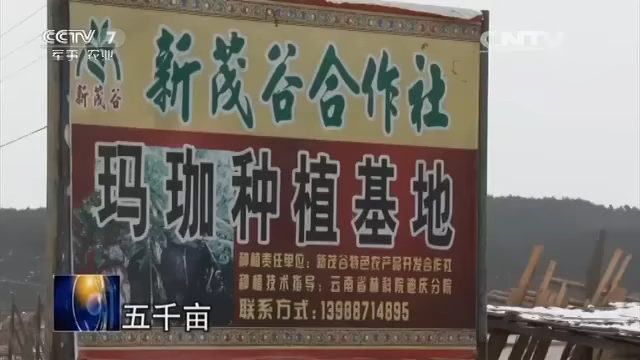 CCTV 7
军事 农业
CNTV
新茂谷
新茂谷合作社
玛珈种植基地
种植责任单位：新茂谷特色农产品开发合作社
种植技术指导：云南省林科院迪庆分院
联系方式：13988714895
五千亩